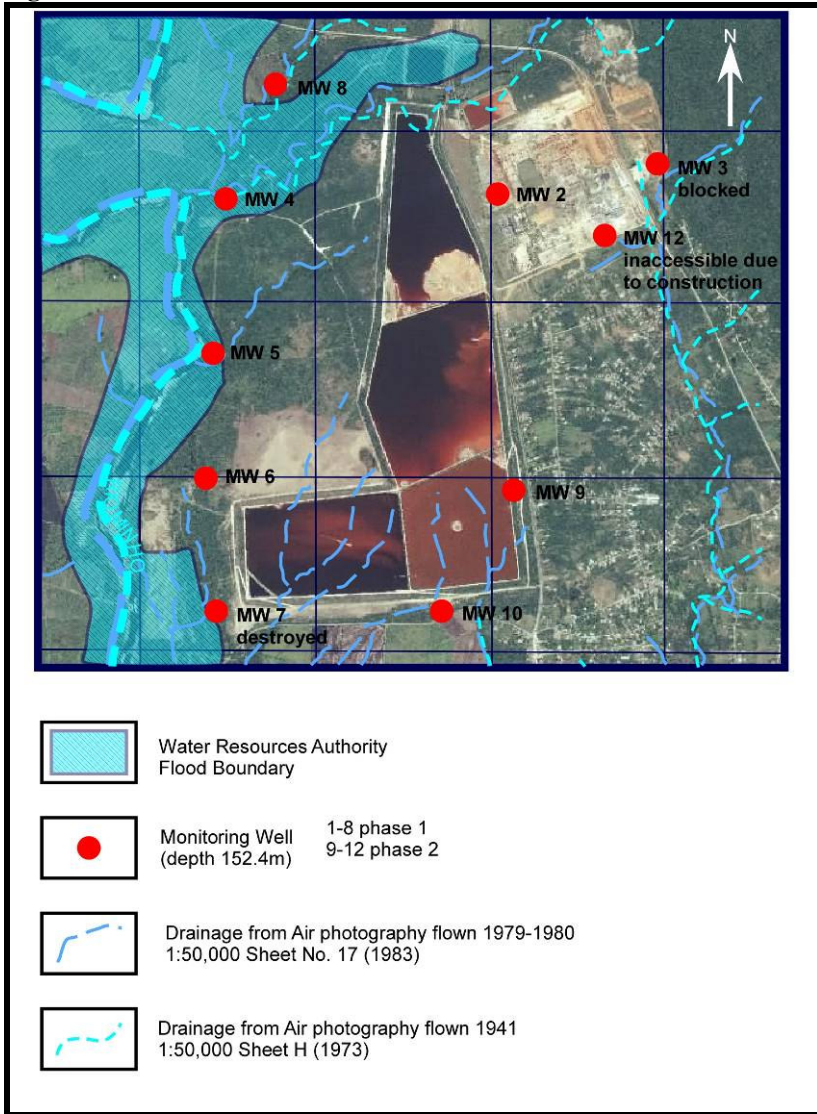 N
MW 8
MW 3
blocked
MW 4
MW 2
MW 12
inaccessible due
to construction
MW 5
MW 6
MW 9
MW 7
destroyed
MW 10
Water Resources Authority
Flood Boundary
Monitoring Well
(depth 152.4m)
1-8 phase 1
9-12 phase 2
Drainage from Air photography flown 1979-1980
1:50,000 Sheet No. 17 (1983)
Drainage from Air photography flown 1941
1:50,000 Sheet H (1973)